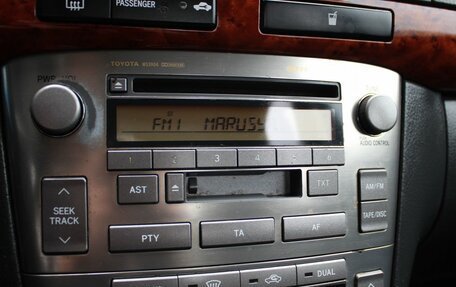 PASSENGER
TOYOTA
PWR VOL
FM1 MARUSY
1 2 3 4 5 6
AUDIO CONTROL
AST
TXT
AM/FM
SEEK
TRACK
TAPE/DISC
PTY
TA
AF
DUAL